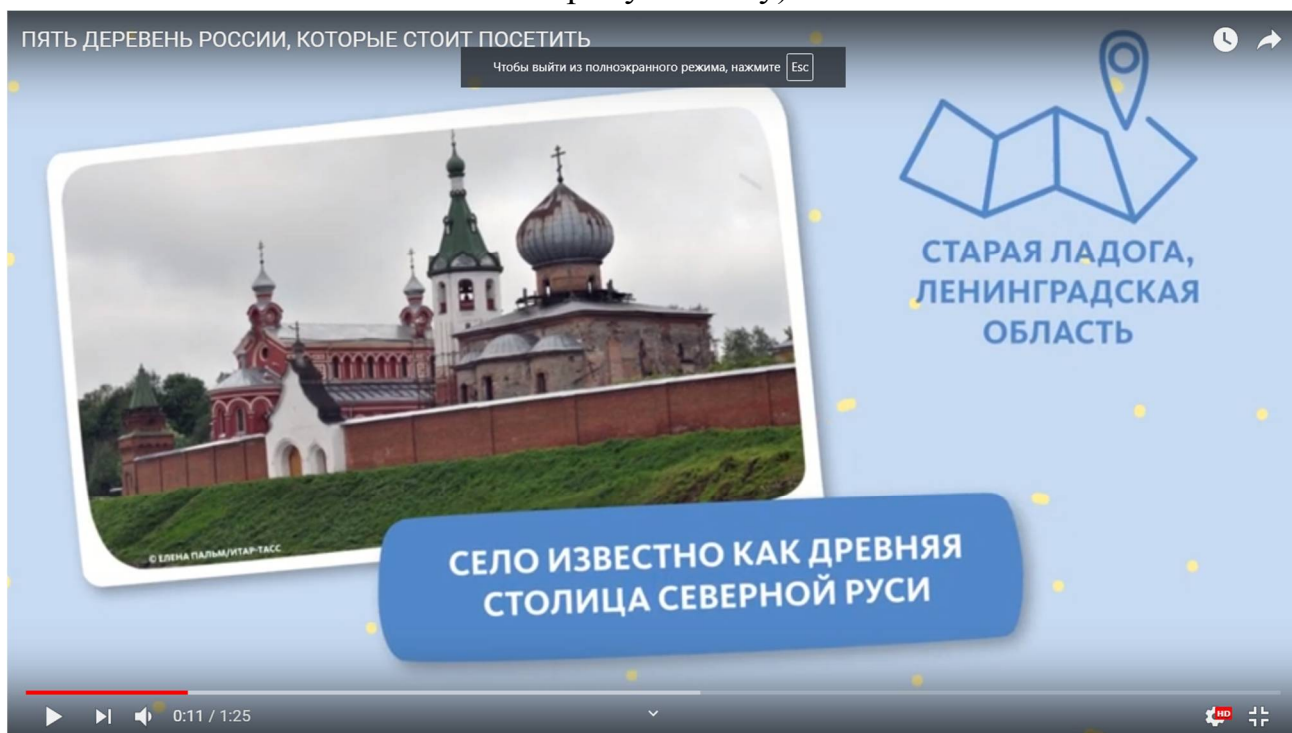 ПЯТЬ ДЕРЕВЕНЬ РОССИИ, КОТОРЫЕ СТОИТ ПОСЕТИТЬ
Чтобы выйти из полноэкранного режима, нажмите Esc
СТАРАЯ ЛАДОГА,
ЛЕНИНГРАДСКАЯ
ОБЛАСТЬ
© ЕЛЕНА ПАЛЬМ/ИТАР-ТАСС
СЕЛО ИЗВЕСТНО КАК ДРЕВНЯЯ
СТОЛИЦА СЕВЕРНОЙ РУСИ
0:11 / 1:25
HD